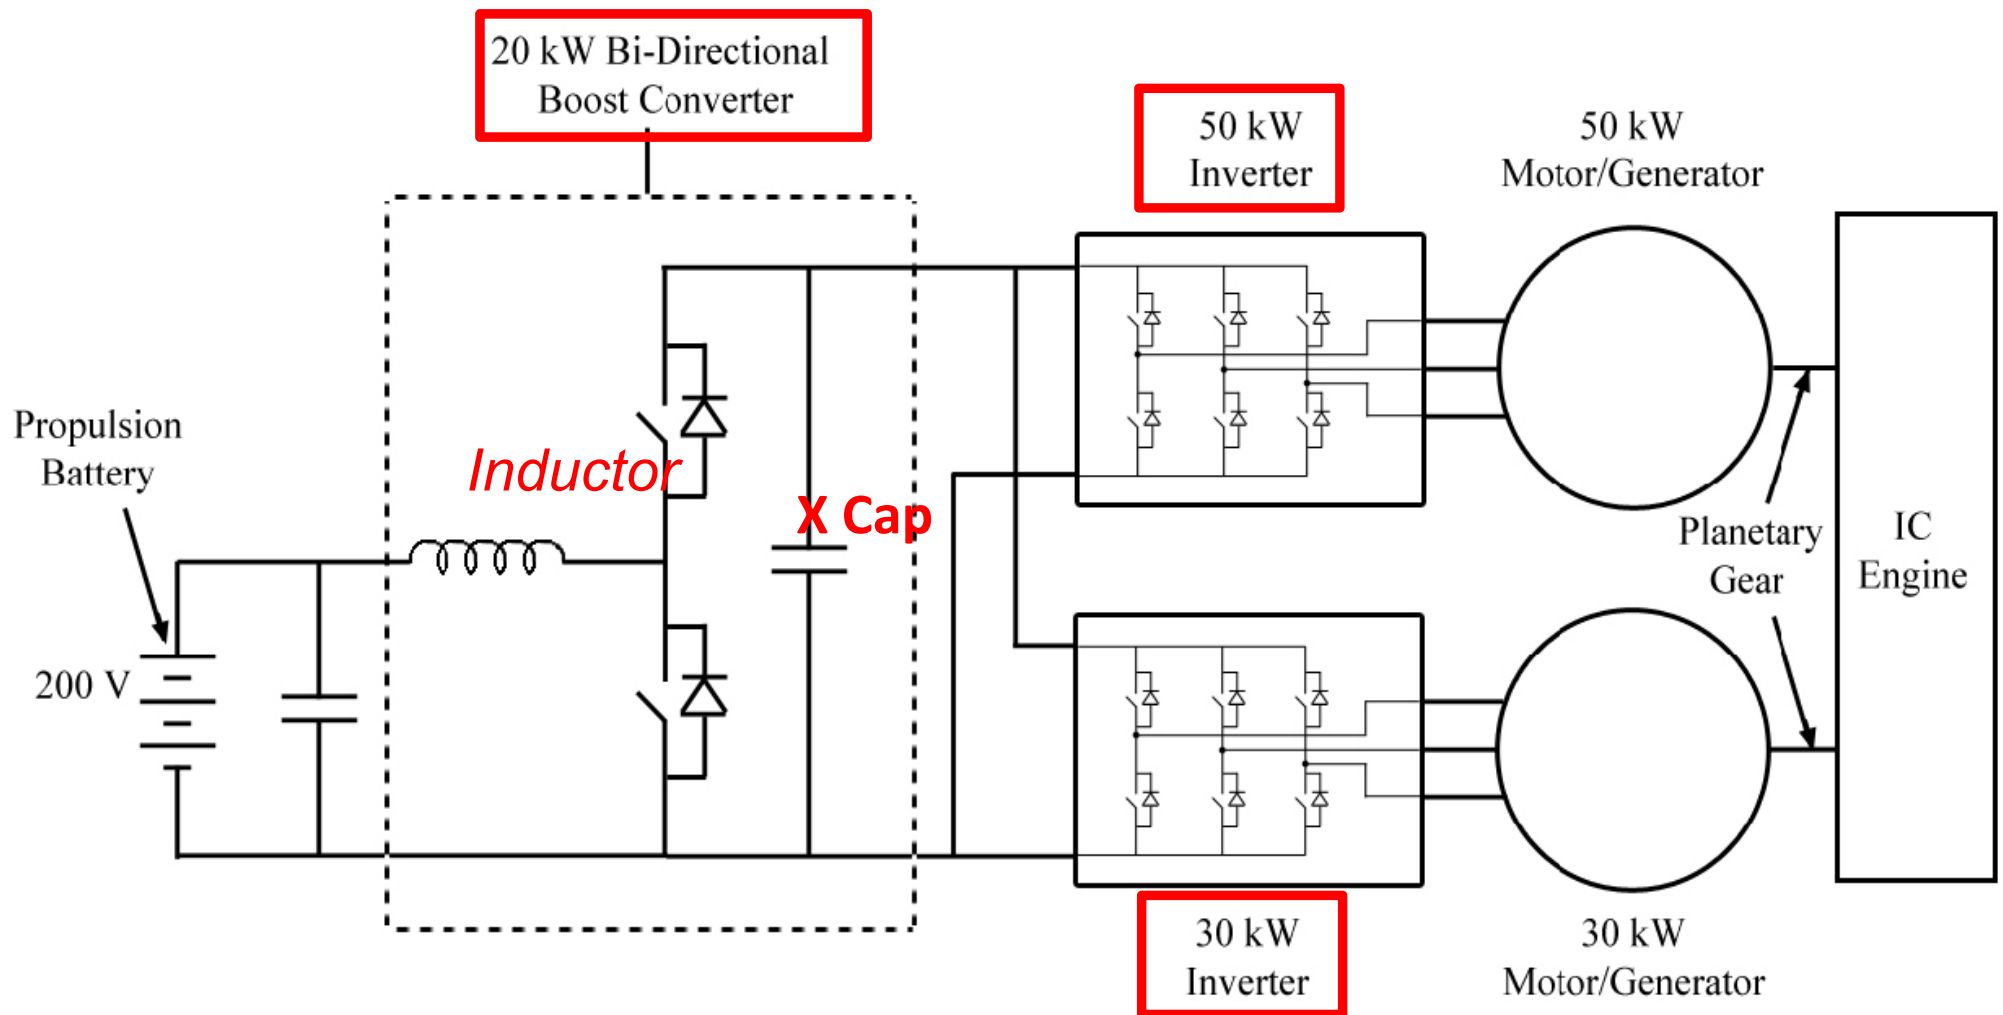 20 kW Bi-Directional
Boost Converter
50 kW
Inverter
50 kW
Motor/Generator
Propulsion
Battery
Inductor
X Cap
Planetary
Gear
IC
Engine
200 V
30 kW
Inverter
30 kW
Motor/Generator